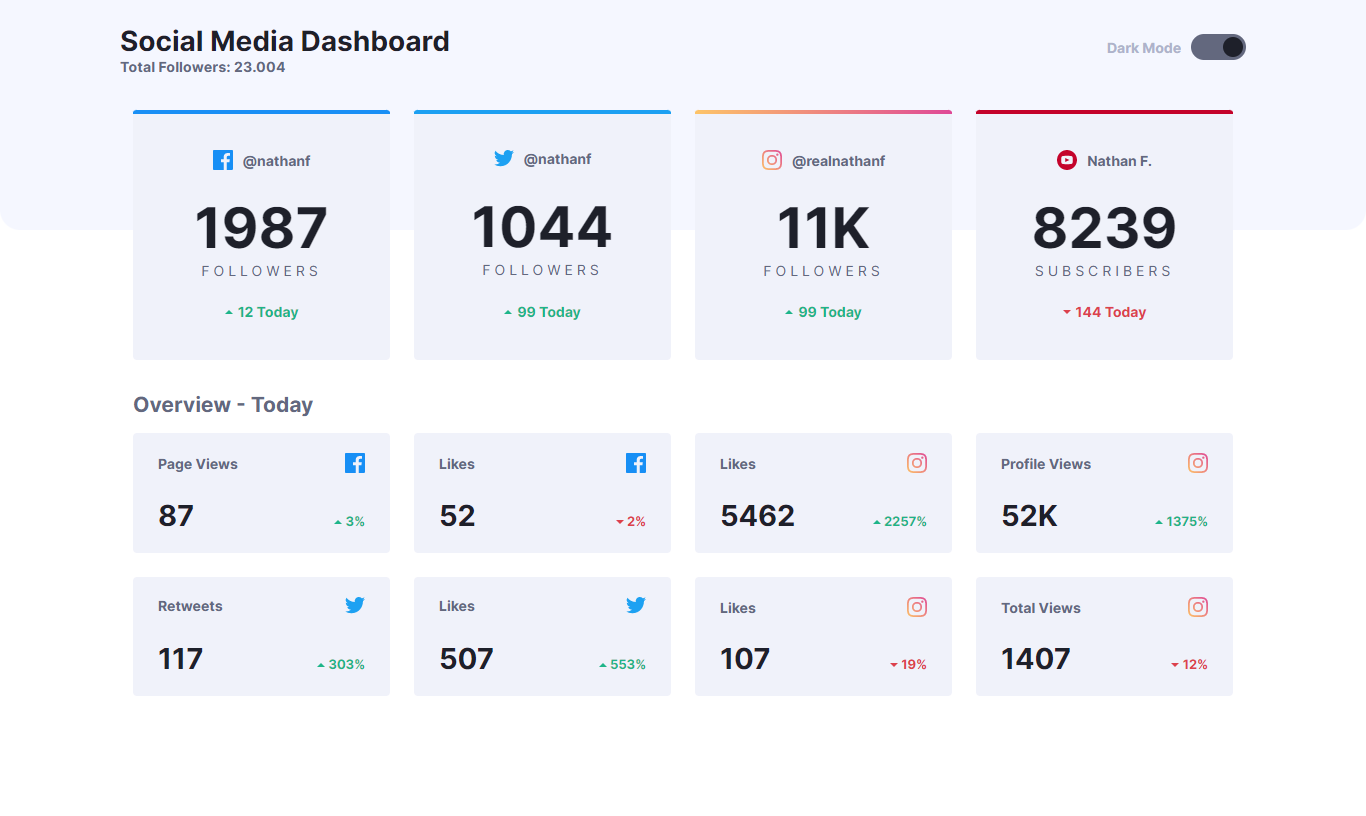 Social Media Dashboard
Total Followers: 23.004
Dark Mode
@nathanf
1987
FOLLOWERS
12 Today
@nathanf
1044
FOLLOWERS
99 Today
@realnathanf
11K
FOLLOWERS
99 Today
Nathan F.
8239
SUBSCRIBERS
144 Today
Overview - Today
Page Views
87
3%
Likes
52
2%
Likes
5462
2257%
Profile Views
52K
1375%
Retweets
117
303%
Likes
507
553%
Likes
107
19%
Total Views
1407
12%